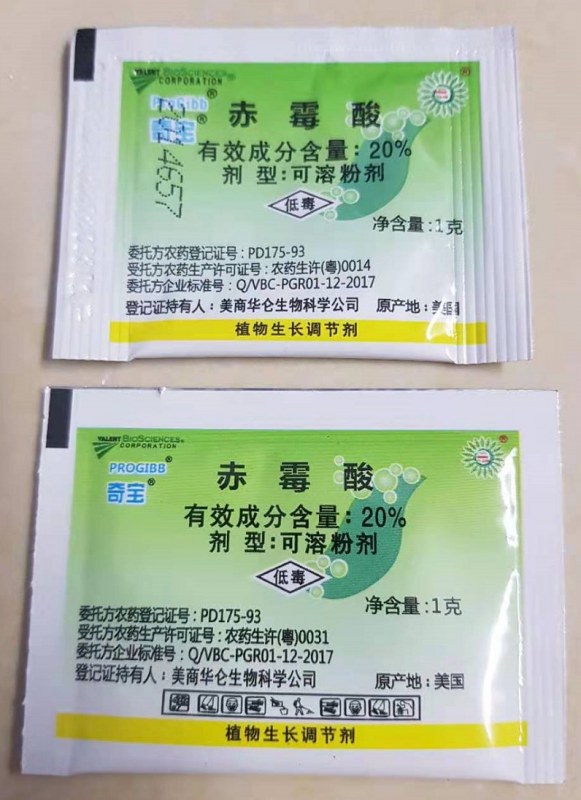 VALENT BIOSCIENCES®
CORPORATION
®
ProGibb®
奇宝®
2014657
赤霉酸
有效成分含量：20%
剂 型：可溶粉剂
低毒
净含量：1克
委托方农药登记证号：PD175-93
受托方农药生产许可证号：农药生许(粤)0014
委托方企业标准号：Q/VBC-PGR01-12-2017
登记证持有人：美商华仑生物科学公司 原产地：美国
植物生长调节剂
VALENT BIOSCIENCES®
CORPORATION
®
PROGIBB®
奇宝®
赤霉酸
有效成分含量：20%
剂 型：可溶粉剂
低毒
净含量：1克
委托方农药登记证号：PD175-93
受托方农药生产许可证号：农药生许(粤)0031
委托方企业标准号：Q/VBC-PGR01-12-2017
登记证持有人：美商华仑生物科学公司 原产地：美国
植物生长调节剂